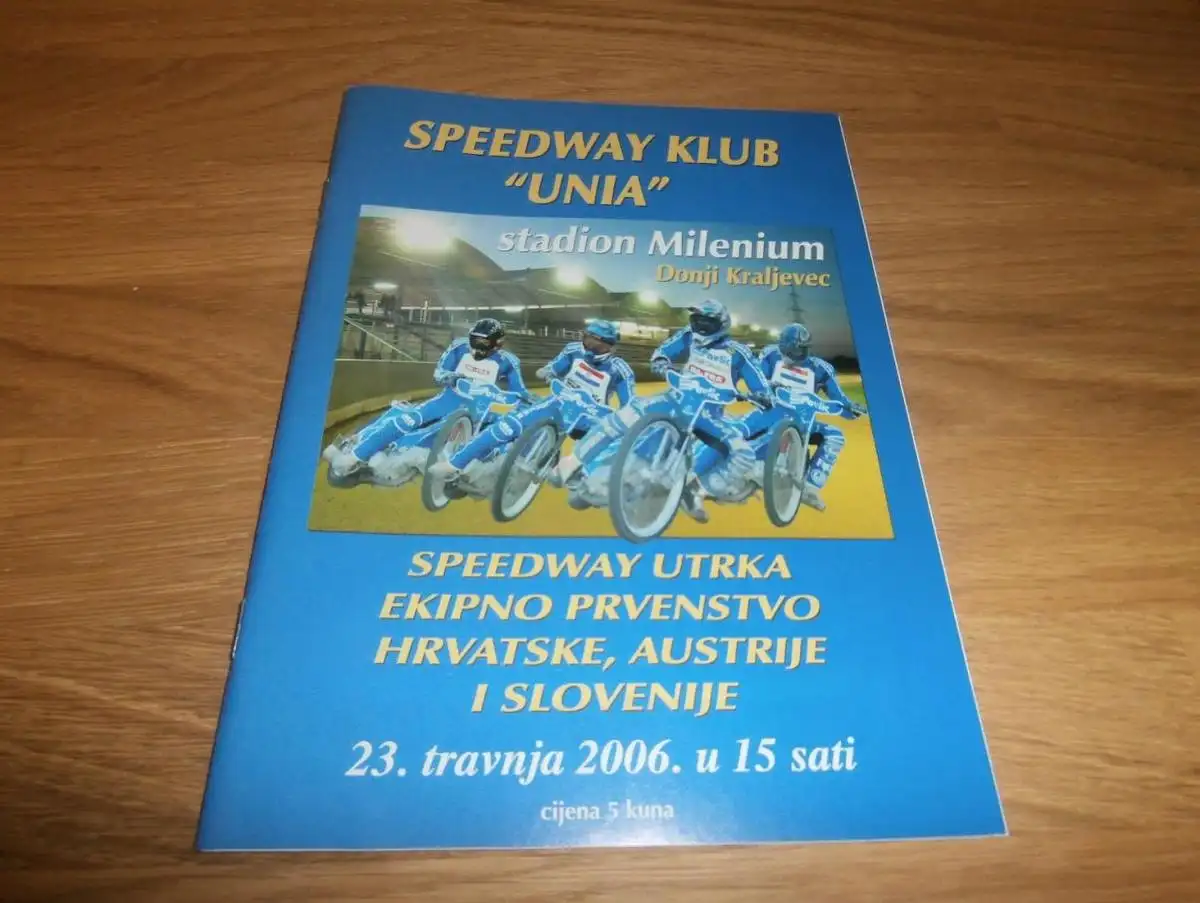 SPEEDWAY KLUB
"UNIA"
stadion Milenium
Donji Kraljevec
SPEEDWAY UTRKA
EKIPNO PRVENSTVO
HRVATSKE, AUSTRIJE
I SLOVENIJE
23. travnja 2006. u 15 sati
cijena 5 kuna